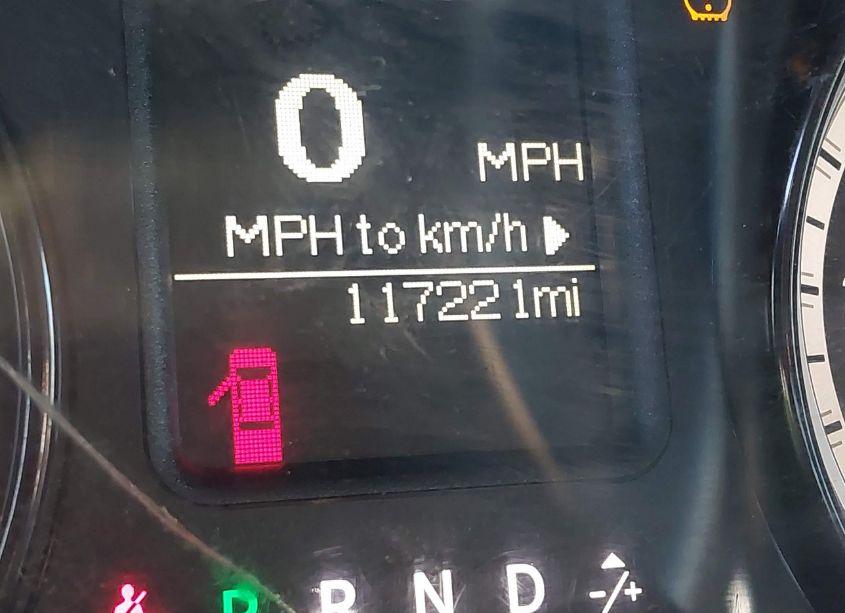 0
MPH
MPH to km/h
117221mi
P R N D -/+